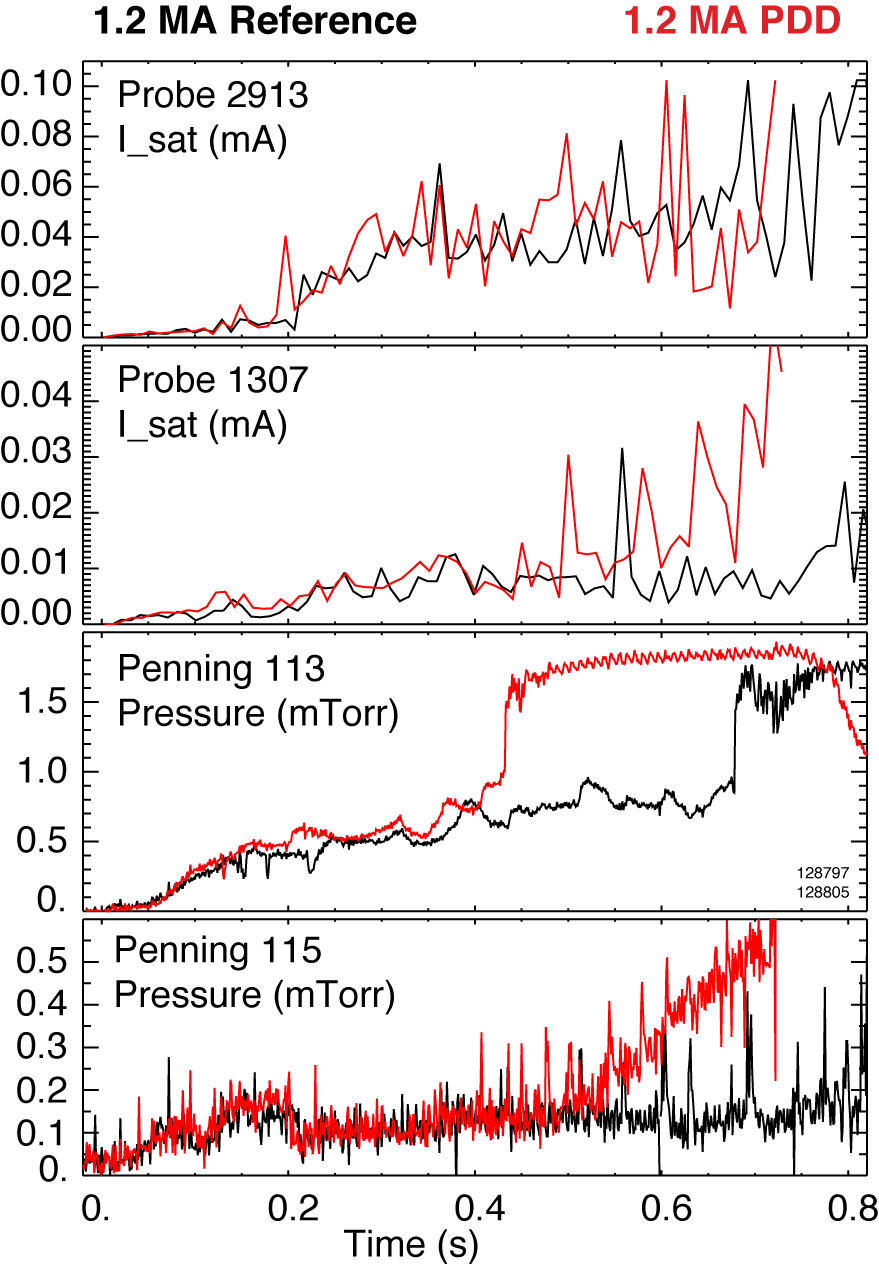 1.2 MA Reference 1.2 MA PDD
Probe 2913
I_sat (mA)
0.10
0.08
0.06
0.04
0.02
0.00
Probe 1307
I_sat (mA)
0.04
0.03
0.02
0.01
0.00
Penning 113
Pressure (mTorr)
1.5
1.0
0.5
0.
128797
128805
Penning 115
Pressure (mTorr)
0.5
0.4
0.3
0.2
0.1
0.
0. 0.2 0.4 0.6 0.8
Time (s)